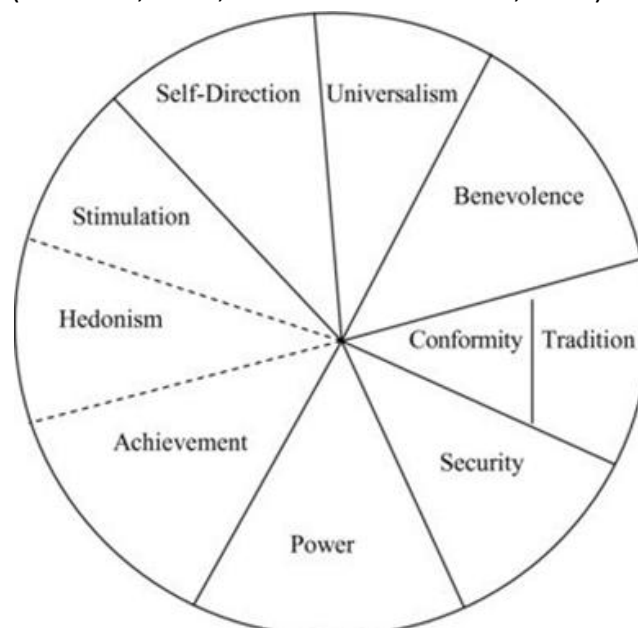 Self-Direction
Universalism
Benevolence
Stimulation
Hedonism
Conformity
Tradition
Achievement
Security
Power